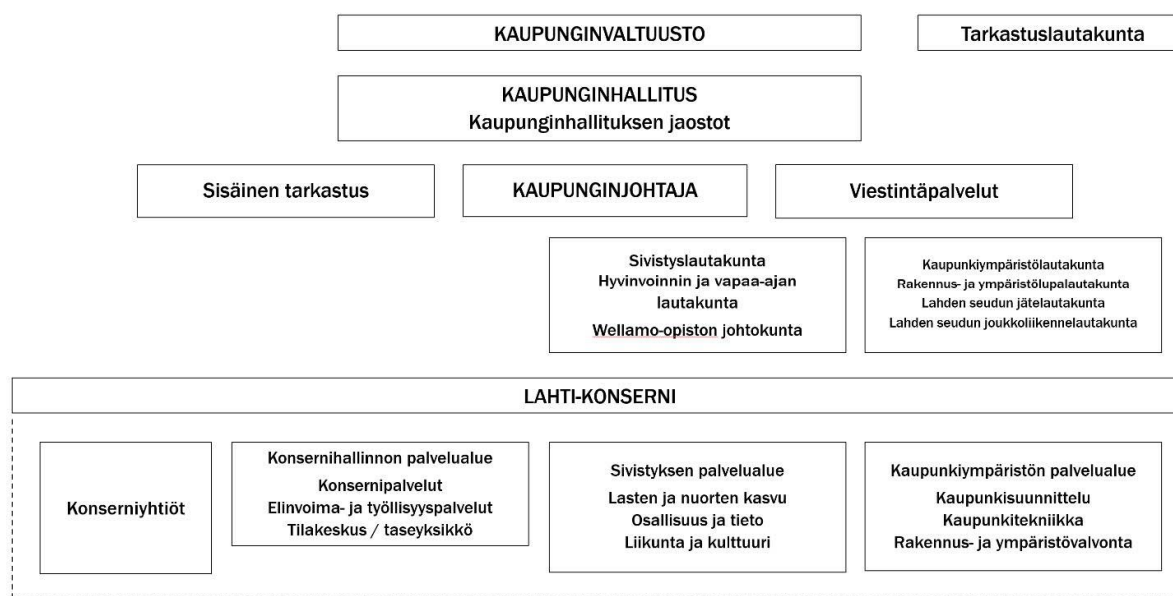 KAUPUNGINVALTUUSTO
Tarkastuslautakunta
KAUPUNGINHALLITUS
Kaupunginhallituksen jaostot
Sisäinen tarkastus
KAUPUNGINJOHTAJA
Viestintäpalvelut
Sivistyslautakunta
Hyvinvoinnin ja vapaa-ajan
lautakunta
Wellamo-opiston johtokunta
Kaupunkiympäristölautakunta
Rakennus- ja ympäristölupalautakunta
Lahden seudun jätelautakunta
Lahden seudun joukkoliikennelautakunta
LAHTI-KONSERNI
Konserniyhtiöt
Konsernihallinnon palvelualue
Konsernipalvelut
Elinvoima- ja työllisyyspalvelut
Tilakeskus / taseyksikkö
Sivistyksen palvelualue
Lasten ja nuorten kasvu
Osallisuus ja tieto
Liikunta ja kulttuuri
Kaupunkiympäristön palvelualue
Kaupunkisuunnittelu
Kaupunkitekniikka
Rakennus- ja ympäristövalvonta